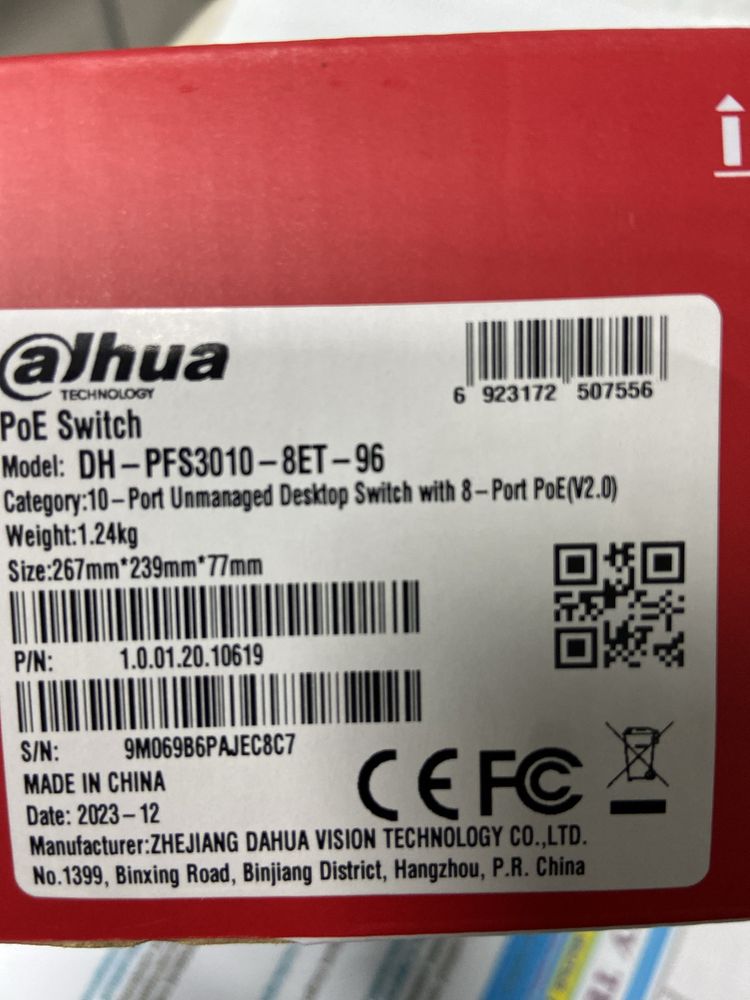 alhua
TECHNOLOGY
6 923172 507556
PoE Switch
Model: DH-PFS3010-8ET-96
Category:10-Port Unmanaged Desktop Switch with 8-Port PoE(V2.0)
Weight:1.24kg
Size:267mm*239mm*77mm
P/N: 1.0.01.20.10619
S/N: 9M069B6PAJEC8C7
MADE IN CHINA
CE FC
Date: 2023-12
Manufacturer:ZHEJIANG DAHUA VISION TECHNOLOGY CO.,LTD.
No.1399, Binxing Road, Binjiang District, Hangzhou, P.R. China